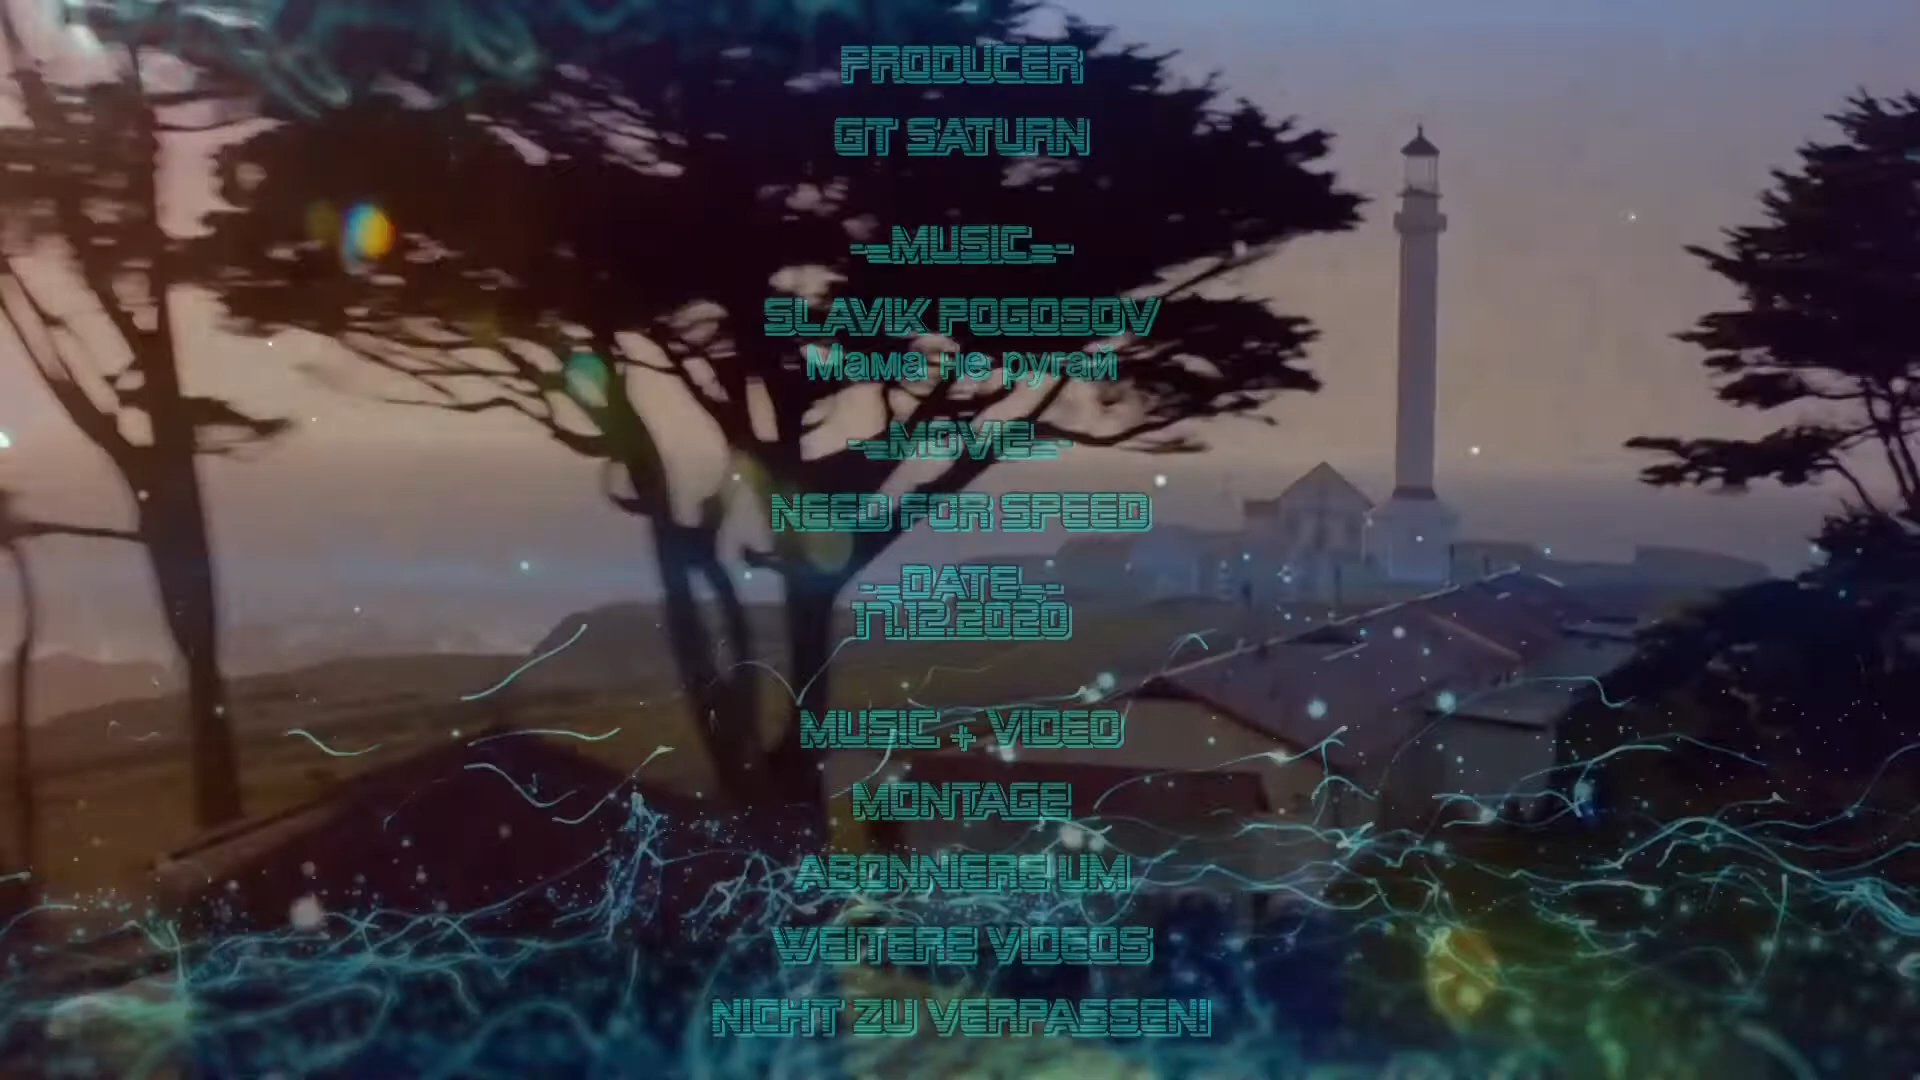 PRODUCER
GT SATURN
-=MUSIC=-
SLAVIK POGOSOV
Мама не ругай
-=MOVIE=-
NEED FOR SPEED
-=DATE=-
17.12.2020
MUSIC + VIDEO
MONTAGE
ABONNIERE UM
WEITERE VIDEOS
NICHT ZU VERPASSEN!